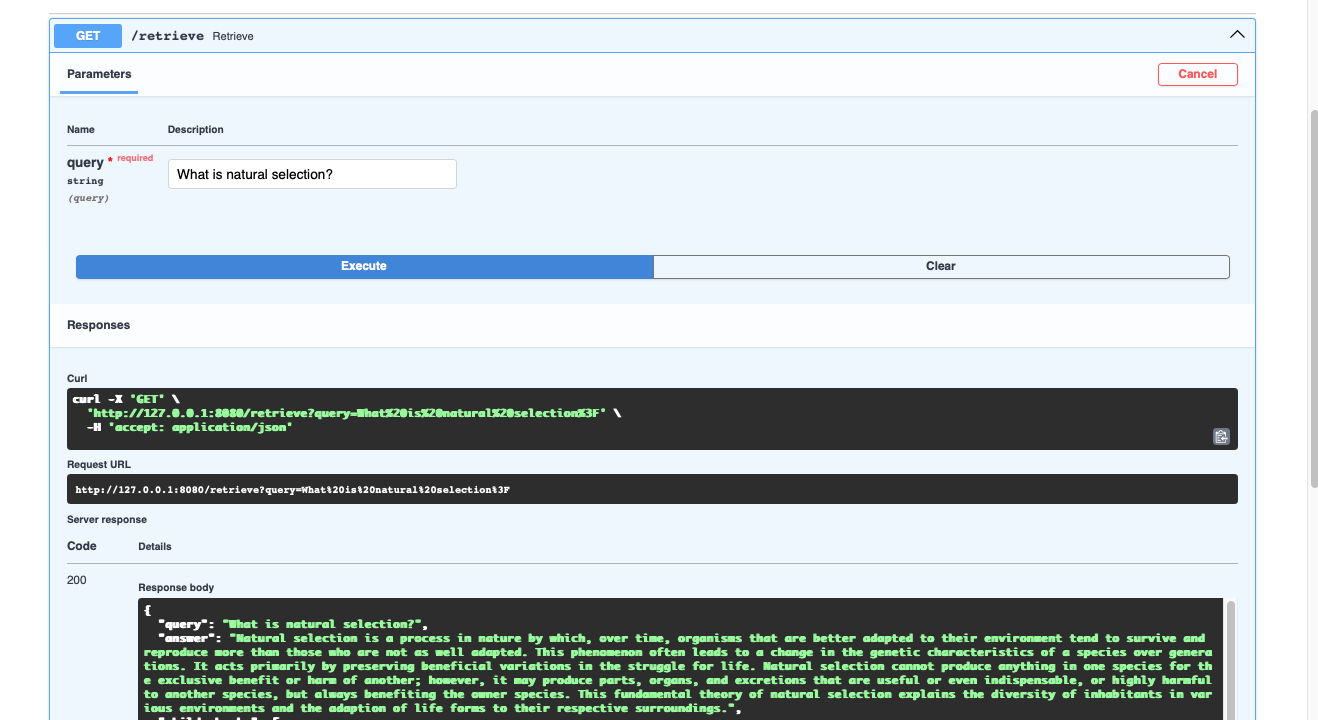 GET /retrieve Retrieve
Parameters
Cancel
Name Description
query * required
string
(query)
What is natural selection?
Execute Clear
Responses
Curl
curl -X 'GET' \
'http://127.0.0.1:8080/retrieve?query=What%20is%20natural%20selection%3F' \
-H 'accept: application/json'
Request URL
http://127.0.0.1:8080/retrieve?query=What%20is%20natural%20selection%3F
Server response
Code Details
200
Response body
{
"query": "What is natural selection?",
"answer": "Natural selection is a process in nature by which, over time, organisms that are better adapted to their environment tend to survive and
reproduce more than those who are not as well adapted. This phenomenon often leads to a change in the genetic characteristics of a species over genera
tions. It acts primarily by preserving beneficial variations in the struggle for life. Natural selection cannot produce anything in one species for th
e exclusive benefit or harm of another; however, it may produce parts, organs, and excretions that are useful or even indispensable, or highly harmful
to another species, but always benefiting the owner species. This fundamental theory of natural selection explains the diversity of inhabitants in var
ious environments and the adaption of life forms to their respective surroundings.",